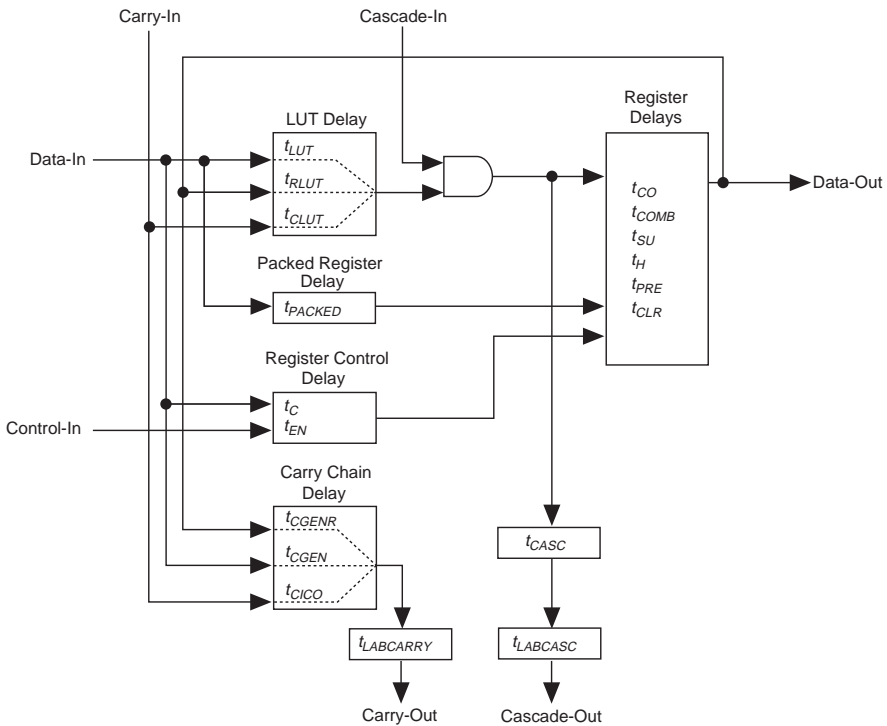 Carry-In
Cascade-In
LUT Delay
Register
Delays
Data-In
tLUT
tRLUT
tCLUT
Data-Out
tCO
tCOMB
tSU
tH
tPRE
tCLR
Packed Register
Delay
tPACKED
Register Control
Delay
tC
tEN
Control-In
Carry Chain
Delay
tCGENR
tCGEN
tCICO
tCASC
tLABCARRY
tLABCASC
Carry-Out
Cascade-Out